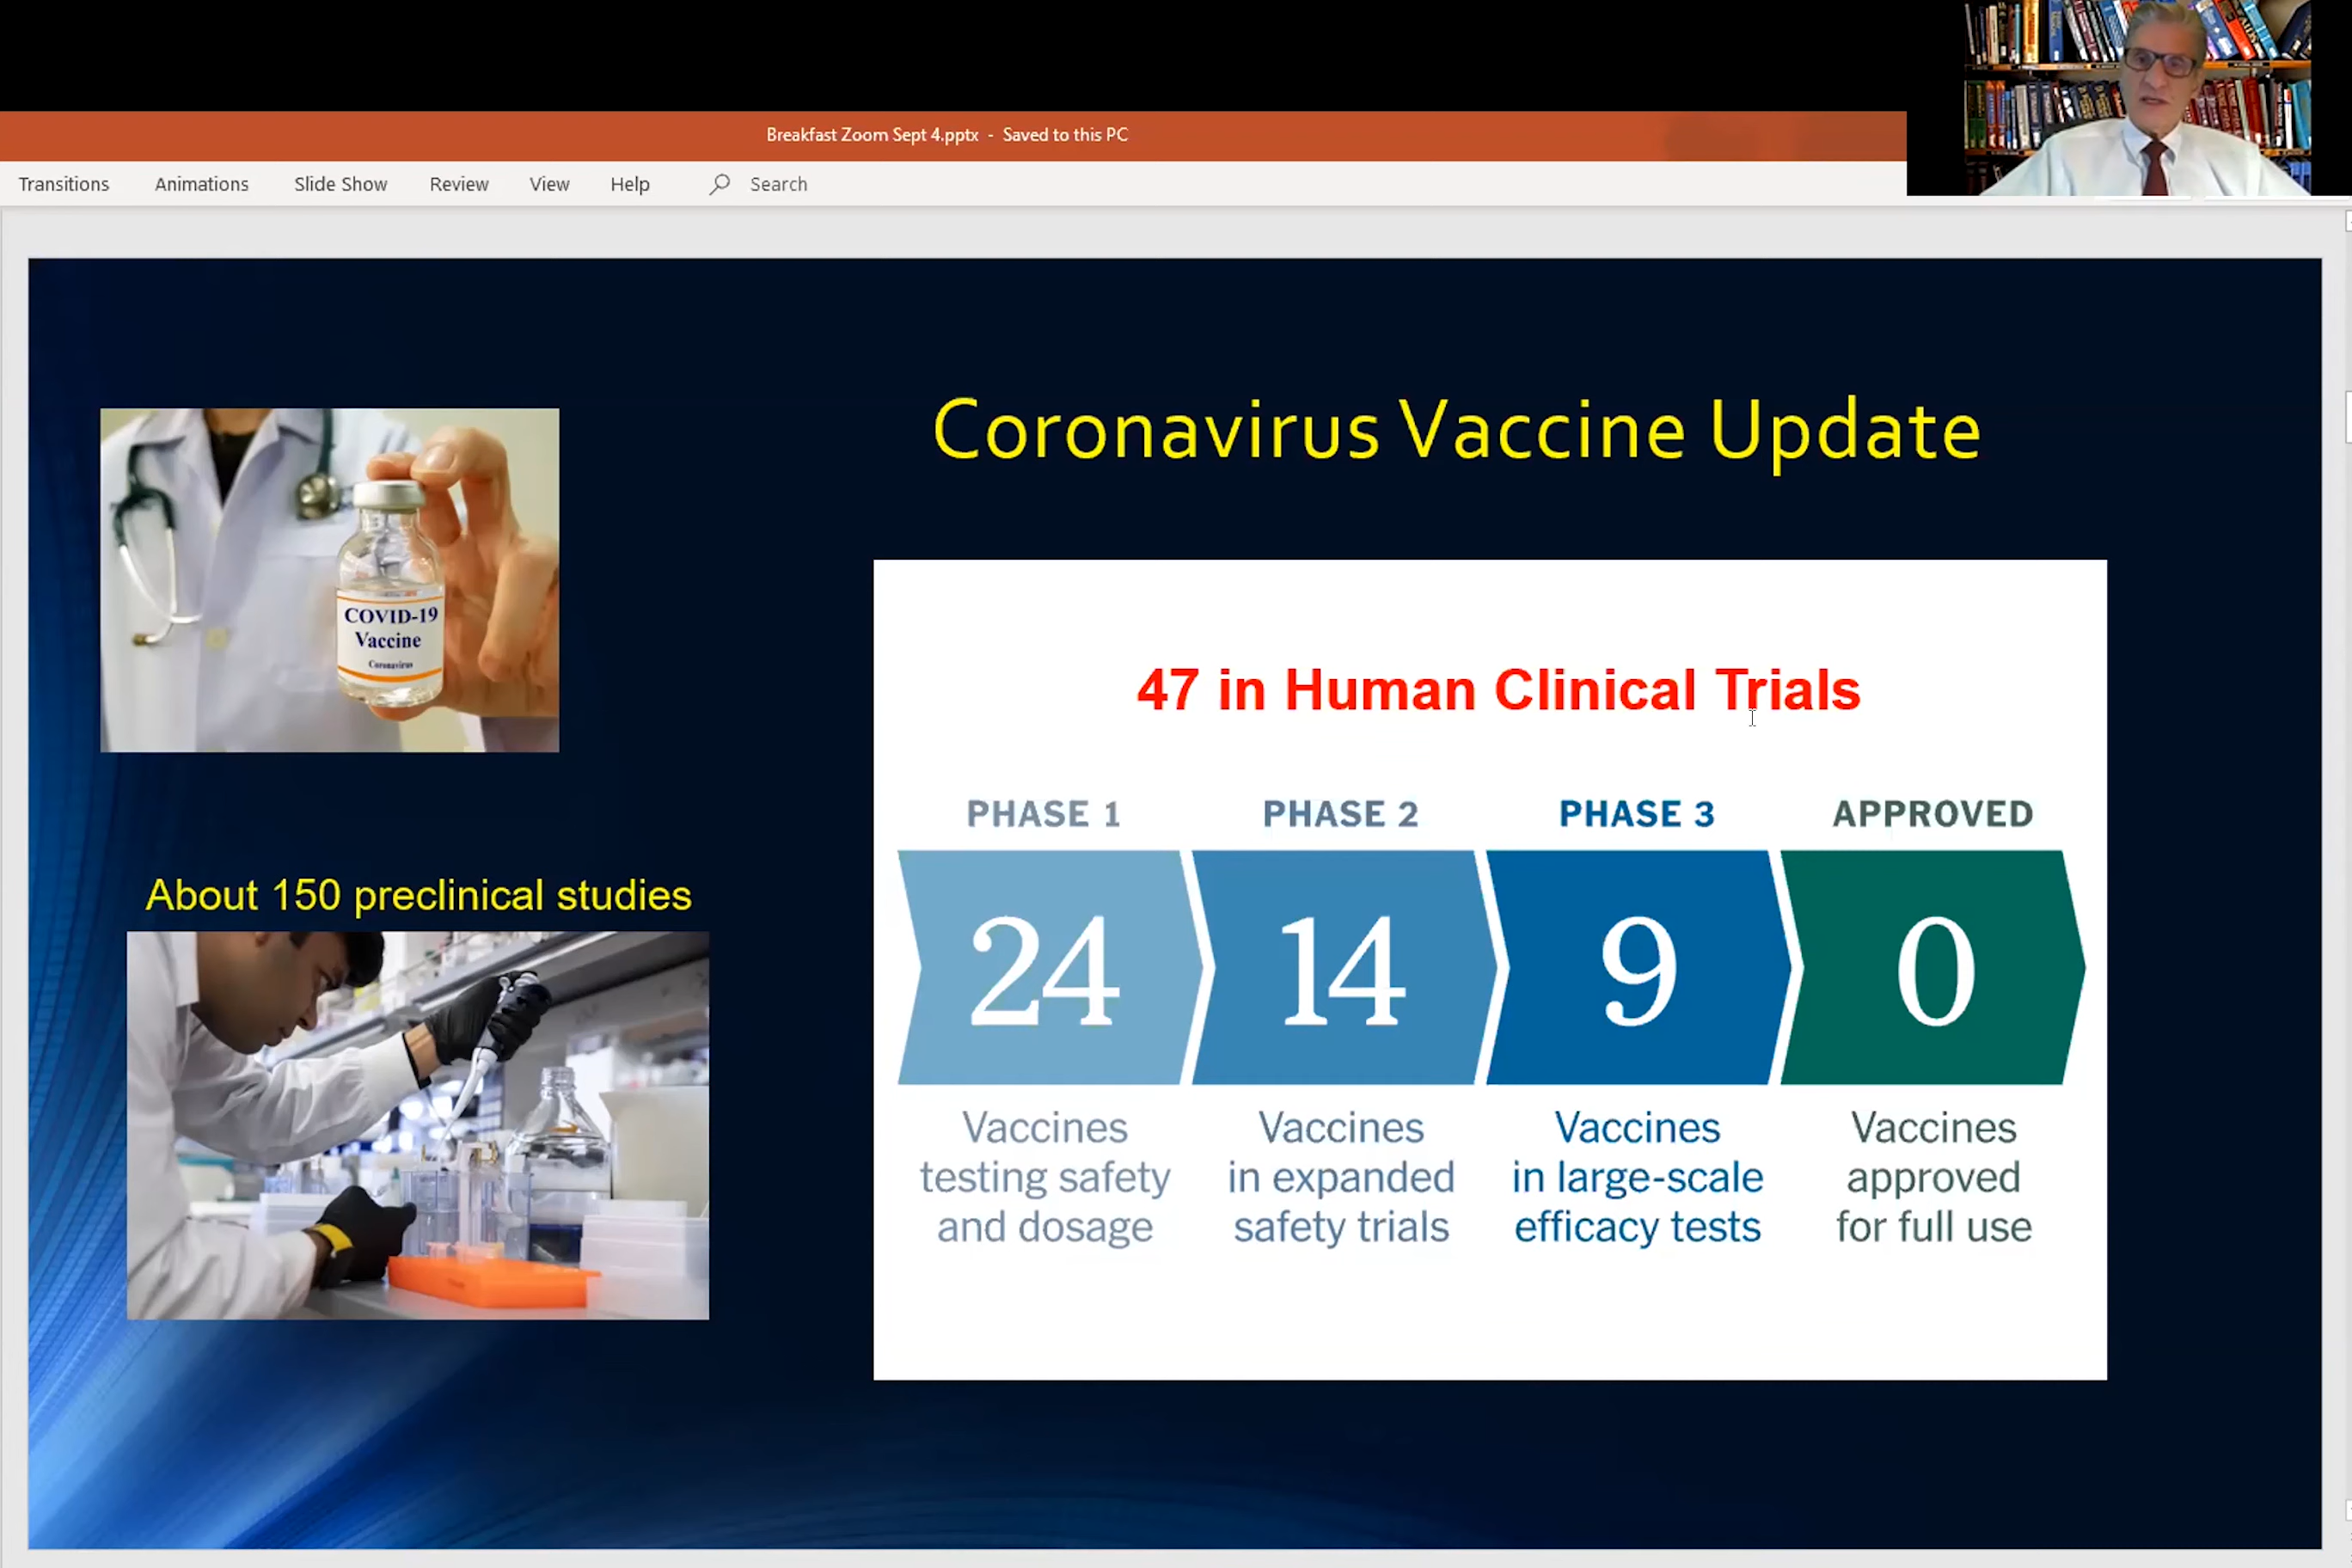 Breakfast Zoom Sept 4.pptx - Saved to this PC
Transitions Animations Slide Show Review View Help Search
Coronavirus Vaccine Update
COVID-19
Vaccine
Coronavirus
About 150 preclinical studies
47 in Human Clinical Trials
PHASE 1
24
Vaccines
testing safety
and dosage
PHASE 2
14
Vaccines
in expanded
safety trials
PHASE 3
9
Vaccines
in large-scale
efficacy tests
APPROVED
0
Vaccines
approved
for full use